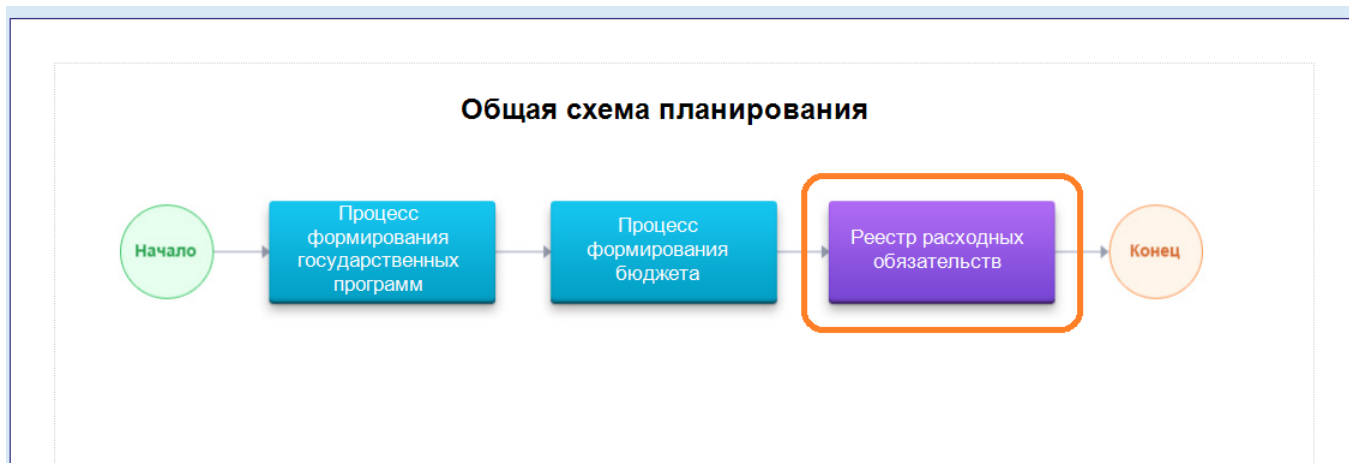 Общая схема планирования
Начало
Процесс
формирования
государственных
программ
Процесс
формирования
бюджета
Реестр расходных
обязательств
Конец